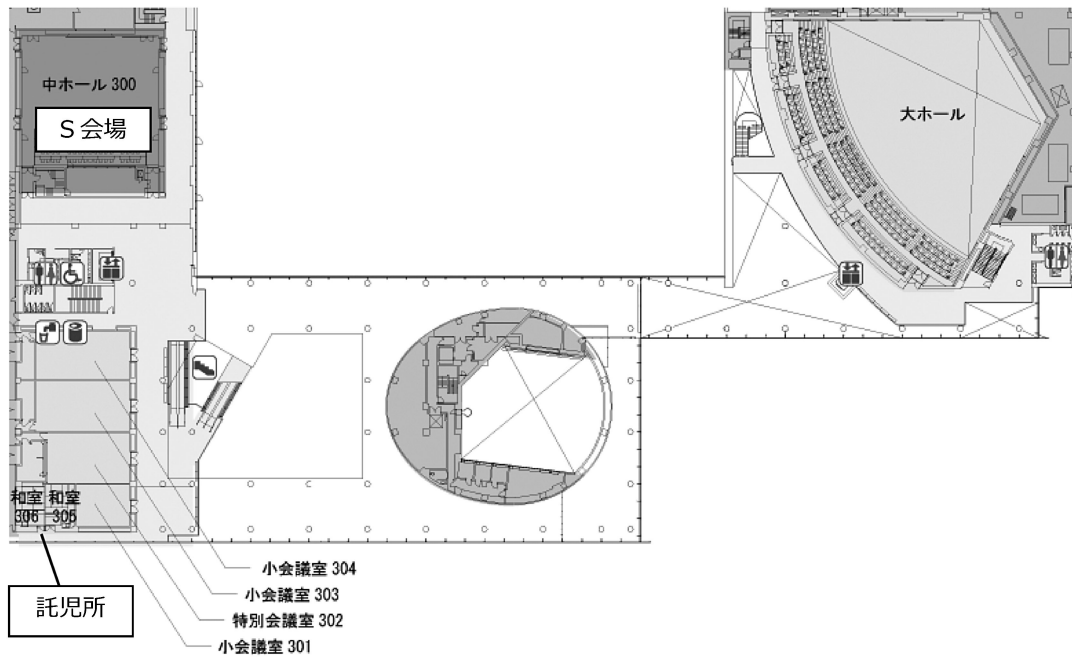 中ホール 300
S 会場
大ホール
和室 和室
306 305
小会議室 304
小会議室 303
特別会議室 302
小会議室 301
託児所